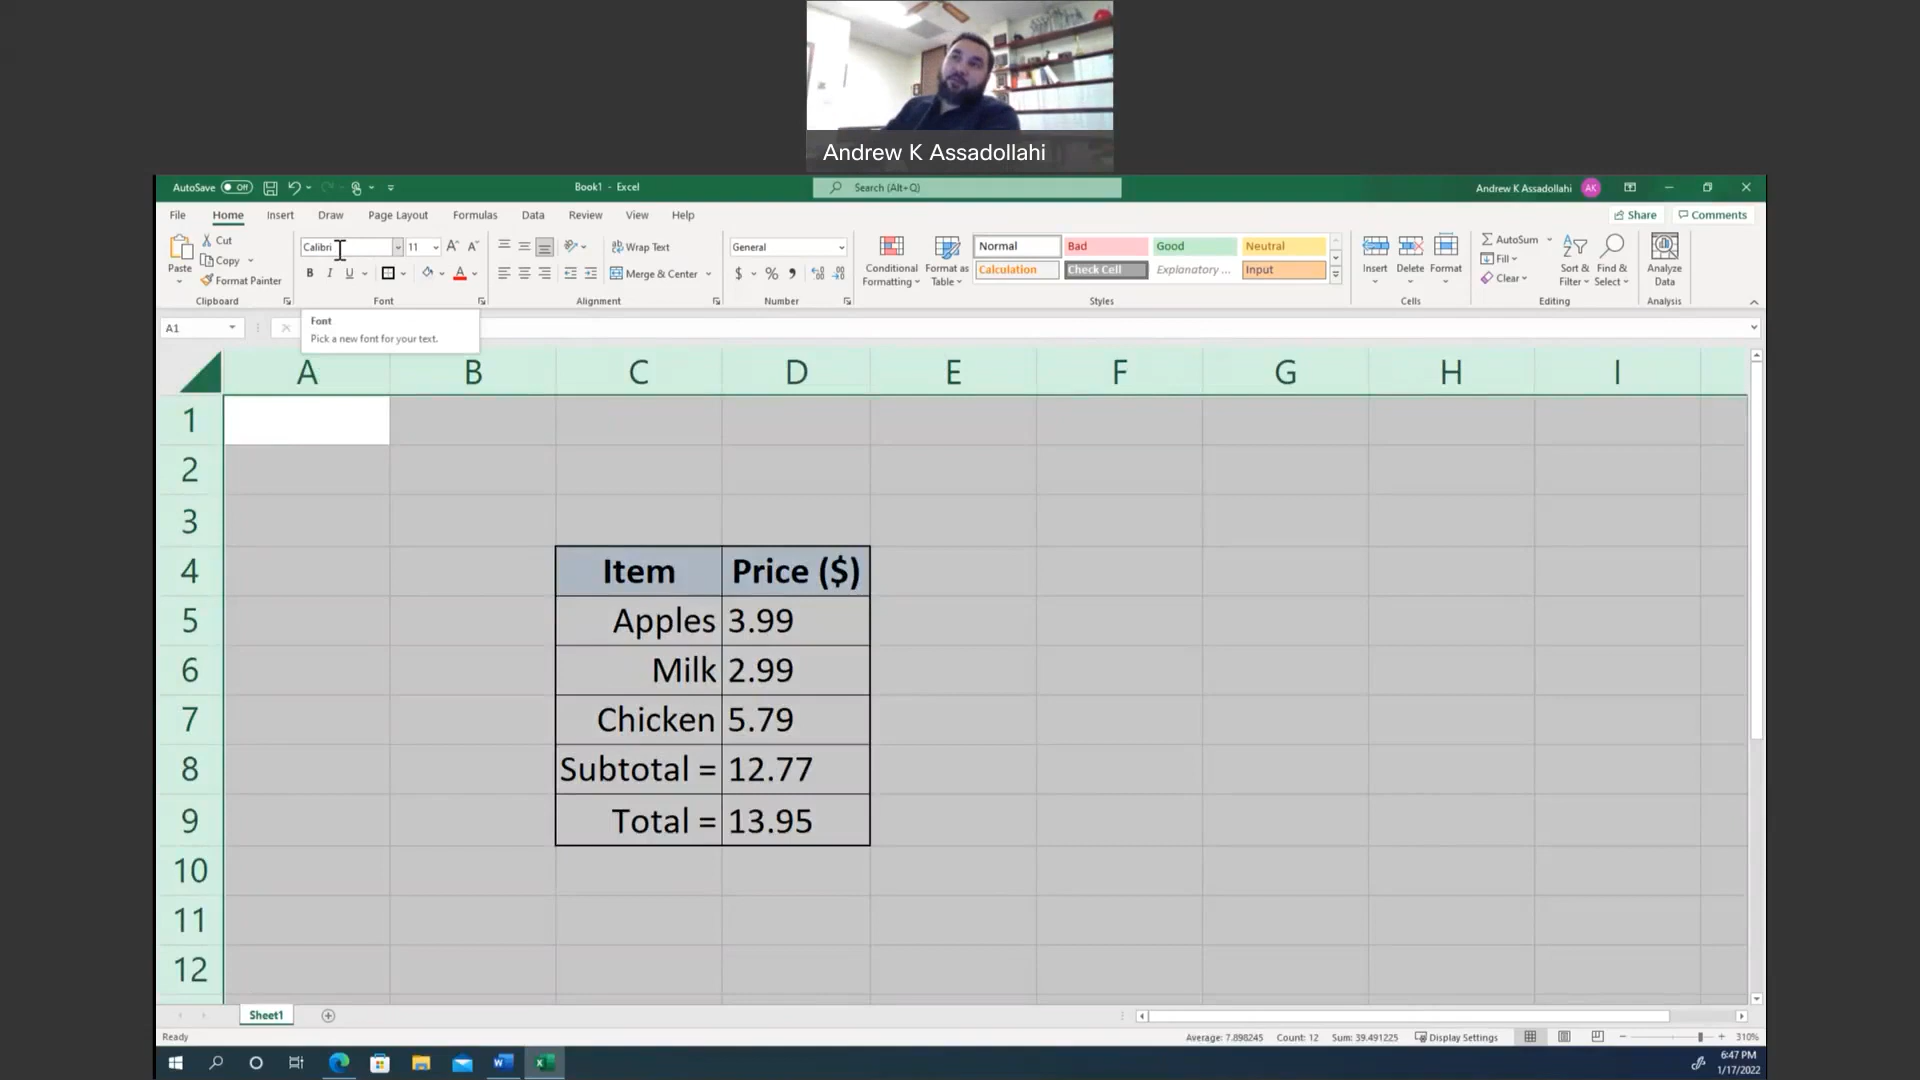 Andrew K Assadollahi
AutoSave Off
Book1 - Excel
Search (Alt+Q)
Andrew K Assadollahi AK
File Home Insert Draw Page Layout Formulas Data Review View Help
Share Comments
Paste
Cut
Copy
Format Painter
Clipboard
Calibri 11
B I U A
Font
Wrap Text
Merge & Center
Alignment
General
$ % 9
Number
Conditional Formatting
Format as Table
Normal Bad Good Neutral
Calculation Check Cell Explanatory ... Input
Styles
Insert Delete Format
Cells
AutoSum
Fill
Clear
Sort & Filter
Find & Select
Editing
Analyze Data
Analysis
A1
Font
Pick a new font for your text.
A B C D E F G H I
1
2
3
4 Item Price ($)
5 Apples 3.99
6 Milk 2.99
7 Chicken 5.79
8 Subtotal = 12.77
9 Total = 13.95
10
11
12
Sheet1
Ready
Average: 7.898245 Count: 12 Sum: 39.491225 Display Settings 310%
6:47 PM
1/17/2022